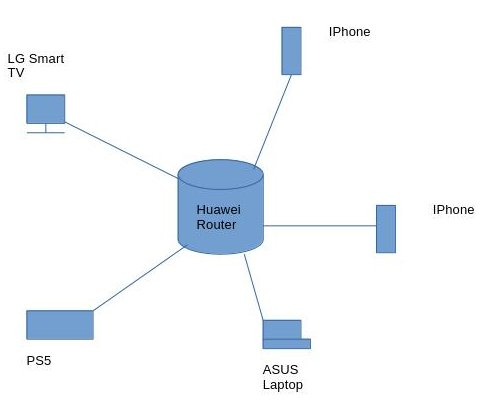 IPhone
LG Smart
TV
Huawei
Router
IPhone
PS5
ASUS
Laptop